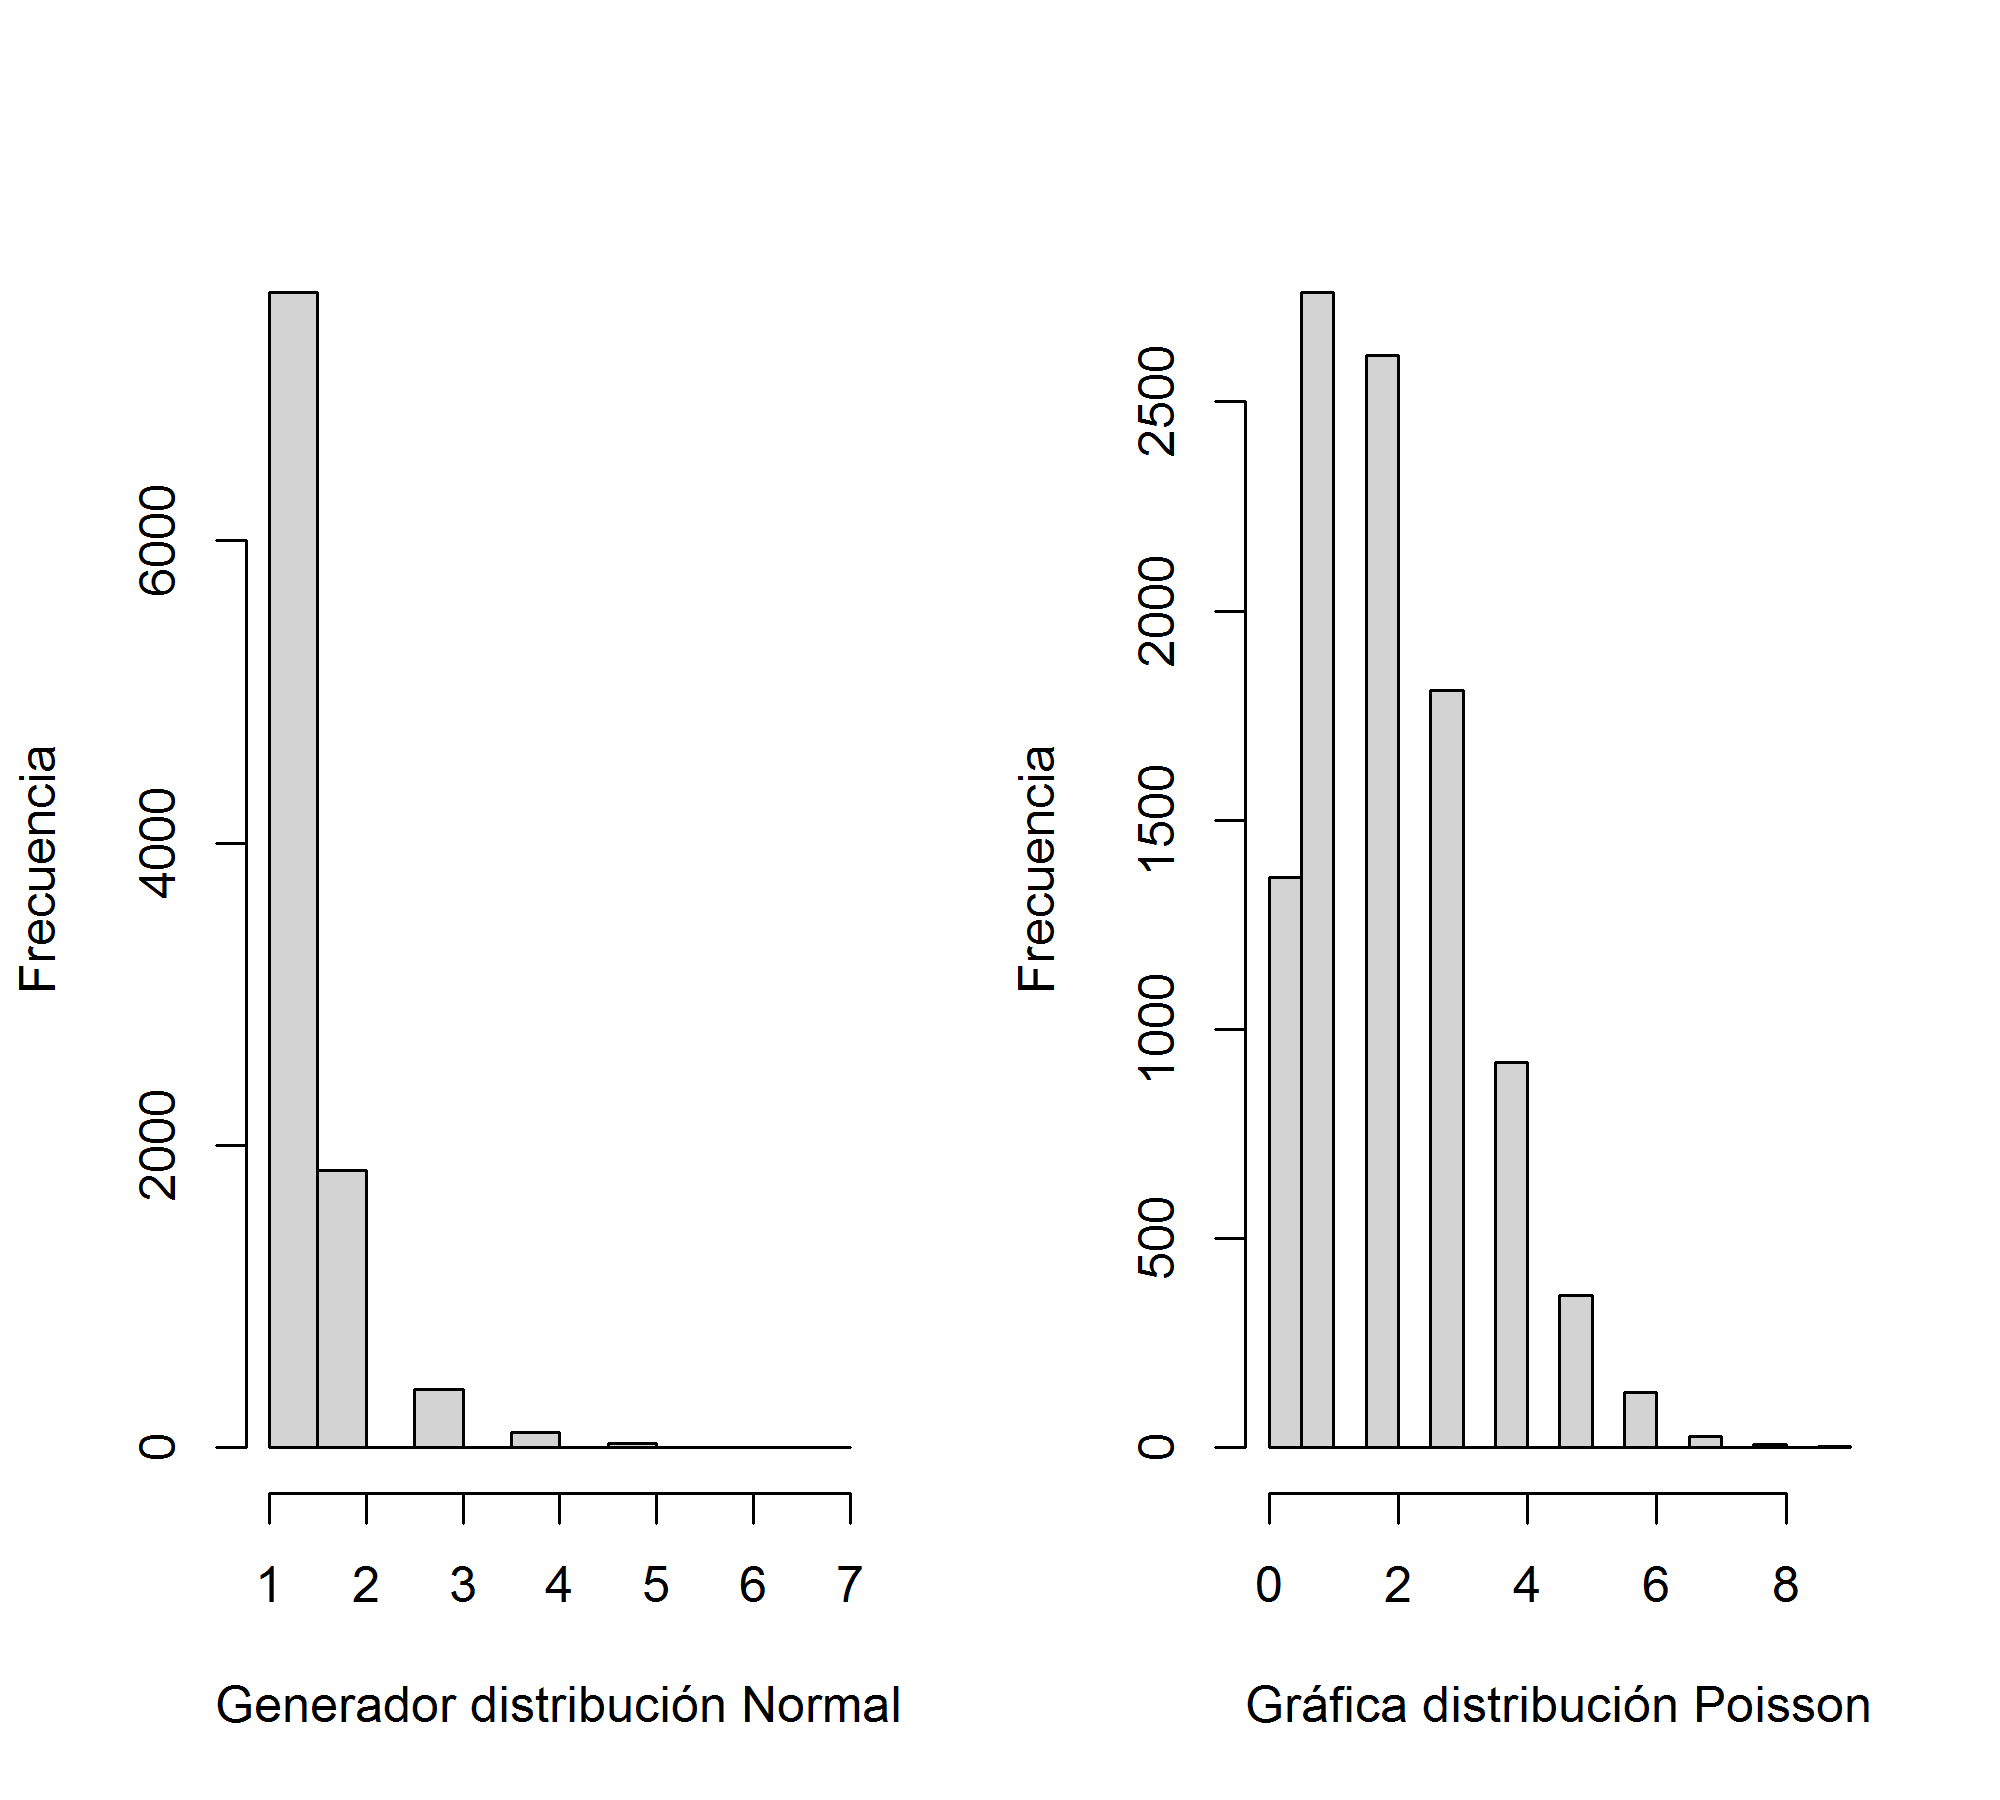 Frecuencia
6000
4000
2000
0
1 2 3 4 5 6 7
Generador distribución Normal
Frecuencia
2500
2000
1500
1000
500
0
0 2 4 6 8
Gráfica distribución Poisson